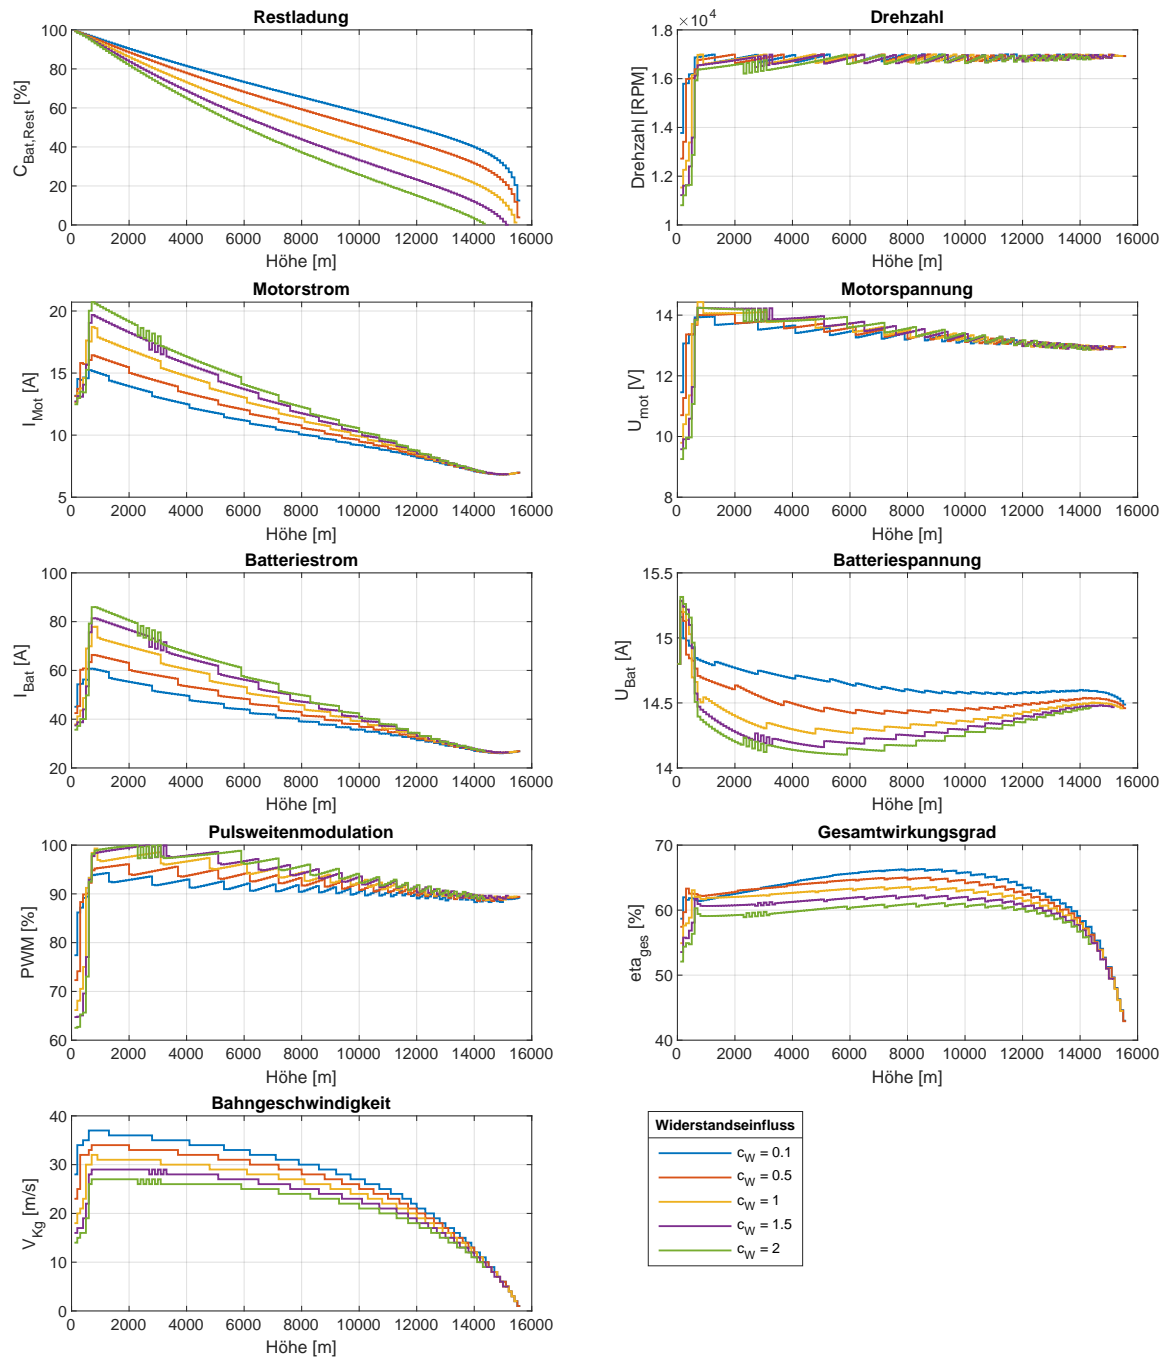 Restladung
C_Bat,Rest [%]
100
80
60
40
20
0
0 2000 4000 6000 8000 10000 12000 14000 16000
Höhe [m]
Drehzahl
×10^4
Drehzahl [RPM]
1.8
1.6
1.4
1.2
1
0 2000 4000 6000 8000 10000 12000 14000 16000
Höhe [m]
Motorstrom
I_Mot [A]
20
15
10
5
0 2000 4000 6000 8000 10000 12000 14000 16000
Höhe [m]
Motorspannung
U_mot [V]
14
12
10
8
0 2000 4000 6000 8000 10000 12000 14000 16000
Höhe [m]
Batteriestrom
I_Bat [A]
100
80
60
40
20
0 2000 4000 6000 8000 10000 12000 14000 16000
Höhe [m]
Batteriespannung
U_Bat [A]
15.5
15
14.5
14
0 2000 4000 6000 8000 10000 12000 14000 16000
Höhe [m]
Pulsweitenmodulation
PWM [%]
100
90
80
70
60
0 2000 4000 6000 8000 10000 12000 14000 16000
Höhe [m]
Gesamtwirkungsgrad
eta_ges [%]
70
60
50
40
0 2000 4000 6000 8000 10000 12000 14000 16000
Höhe [m]
Bahngeschwindigkeit
V_Kg [m/s]
40
30
20
10
0
0 2000 4000 6000 8000 10000 12000 14000 16000
Höhe [m]
Widerstandseinfluss
c_W = 0.1
c_W = 0.5
c_W = 1
c_W = 1.5
c_W = 2